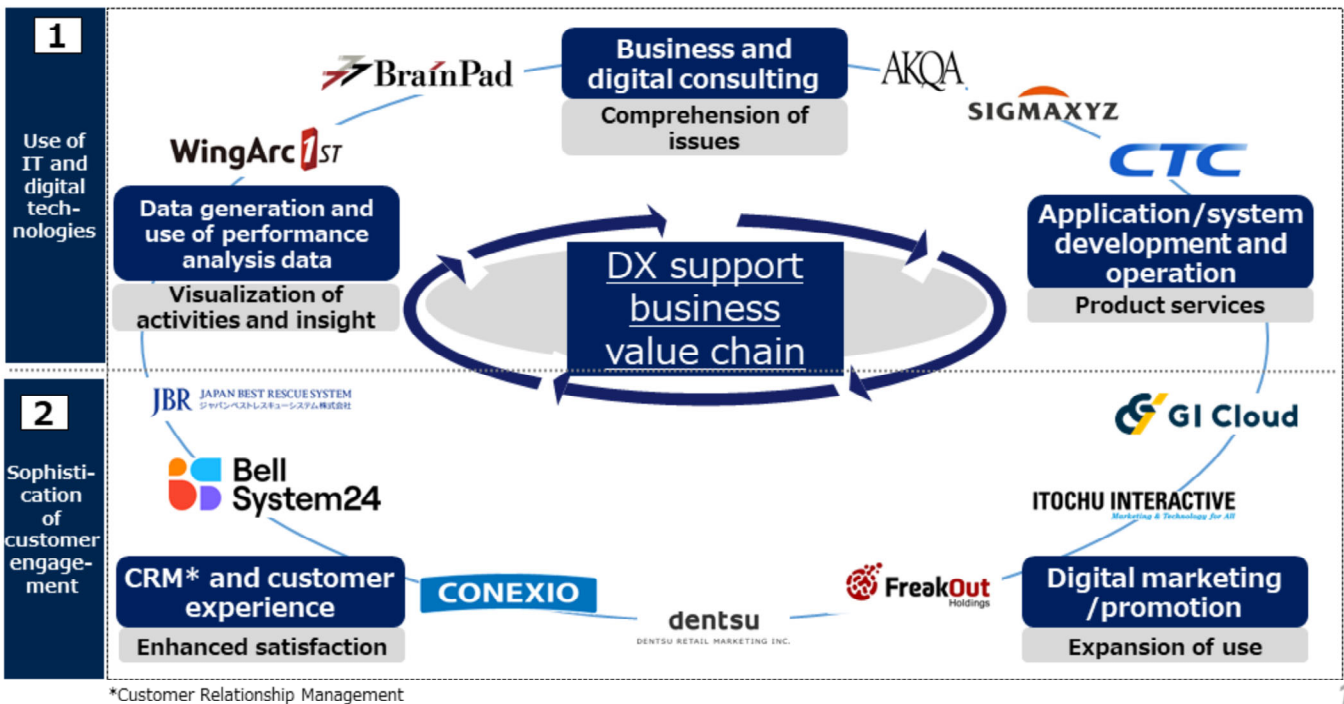 1
Use of
IT and
digital
tech-
nologies
BrainPad
Business and
digital consulting
Comprehension of
issues
AKQA
SIGMAXYZ
WingArc 1ST
CTC
Data generation and
use of performance
analysis data
Visualization of
activities and insight
DX support
business
value chain
Application/system
development and
operation
Product services
2
Sophisti-
cation
of
customer
engage-
ment
JBR JAPAN BEST RESCUE SYSTEM
ジャパンベストレスキューシステム株式会社
GI Cloud
Bell
System24
ITOCHU INTERACTIVE
Marketing & Technology for All
CRM* and customer
experience
Enhanced satisfaction
CONEXIO
dentsu
DENTSU RETAIL MARKETING INC.
FreakOut
Holdings
Digital marketing
/promotion
Expansion of use
*Customer Relationship Management